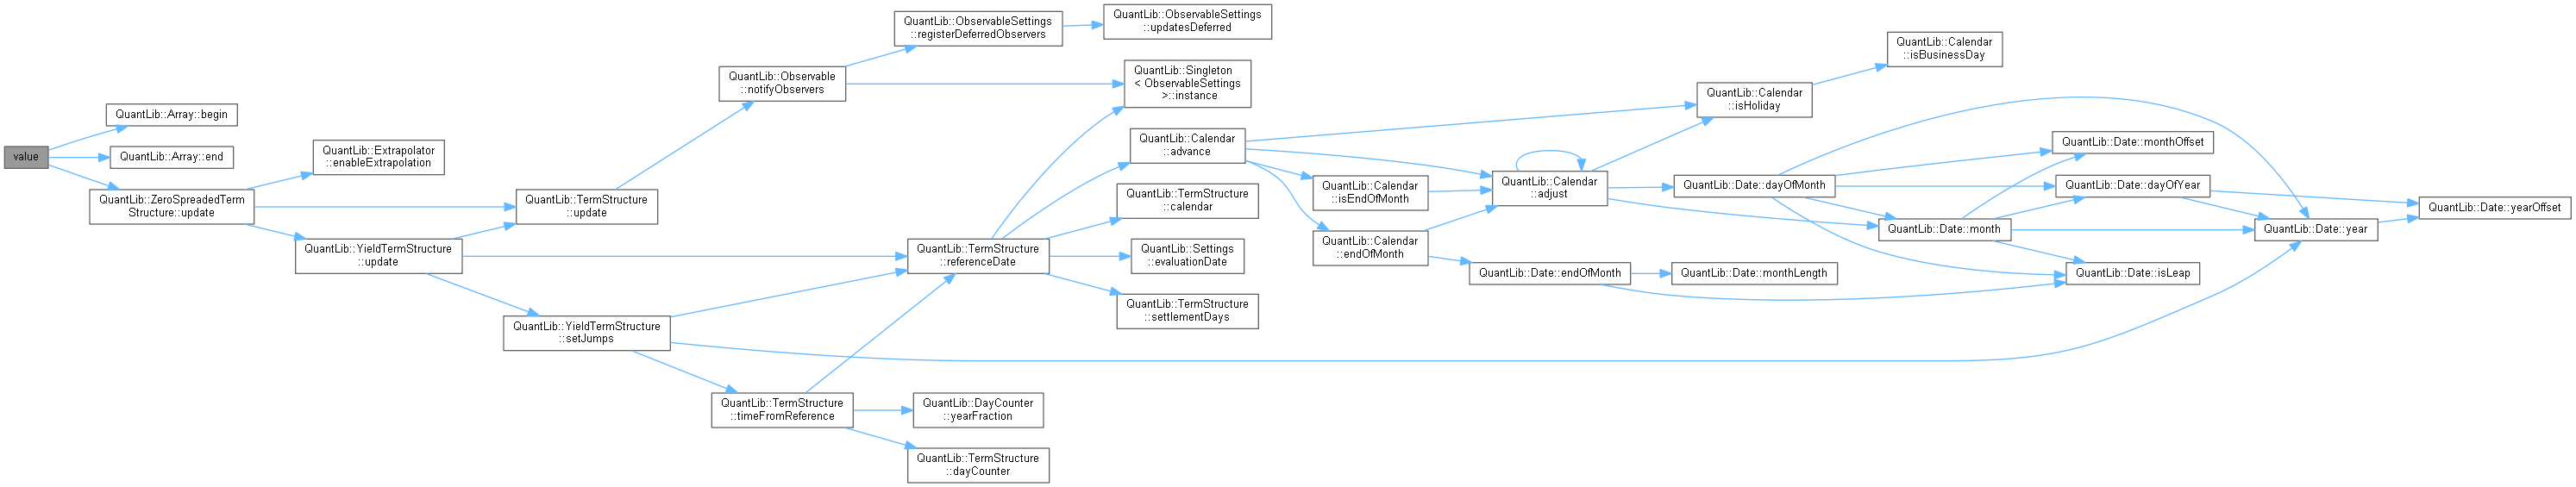 value
QuantLib::Array::begin
QuantLib::Array::end
QuantLib::ZeroSpreadedTerm
Structure::update
QuantLib::Extrapolator
::enableExtrapolation
QuantLib::YieldTermStructure
::update
QuantLib::TermStructure
::update
QuantLib::YieldTermStructure
::setJumps
QuantLib::Observable
::notifyObservers
QuantLib::TermStructure
::timeFromReference
QuantLib::ObservableSettings
::registerDeferredObservers
QuantLib::ObservableSettings
::updatesDeferred
QuantLib::Singleton
< ObservableSettings
>::instance
QuantLib::TermStructure
::referenceDate
QuantLib::DayCounter
::yearFraction
QuantLib::TermStructure
::dayCounter
QuantLib::Calendar
::advance
QuantLib::TermStructure
::calendar
QuantLib::Settings
::evaluationDate
QuantLib::TermStructure
::settlementDays
QuantLib::Calendar
::isEndOfMonth
QuantLib::Calendar
::endOfMonth
QuantLib::Calendar
::adjust
QuantLib::Date::endOfMonth
QuantLib::Calendar
::isHoliday
QuantLib::Calendar
::isBusinessDay
QuantLib::Date::dayOfMonth
QuantLib::Date::monthLength
QuantLib::Date::month
QuantLib::Date::monthOffset
QuantLib::Date::dayOfYear
QuantLib::Date::isLeap
QuantLib::Date::year
QuantLib::Date::yearOffset